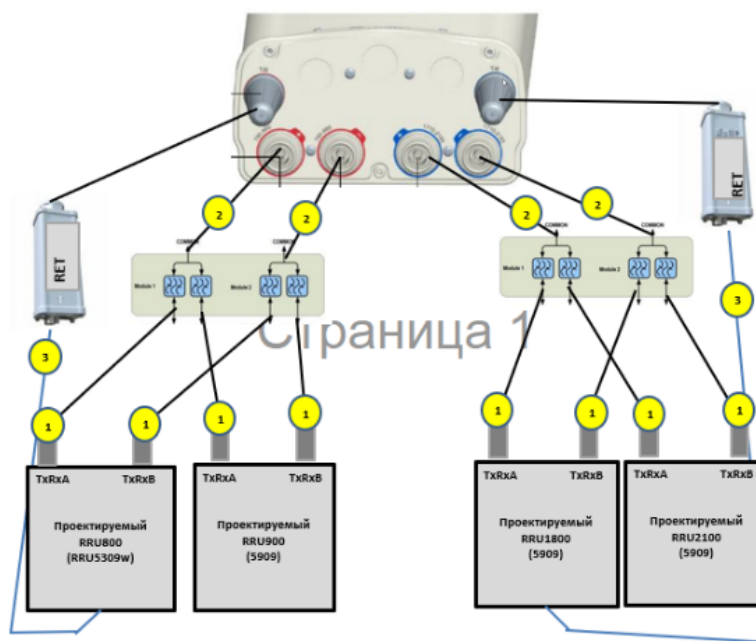 2
2
2
2
COMMON
COMMON
COMMON
COMMON
Module 1
Module 2
Module 1
Module 2
RET
RET
Страница 1
3
3
1
1
1
1
1
1
1
1
TxRxA
TxRxB
TxRxA
TxRxB
TxRxA
TxRxB
TxRxA
TxRxB
Проектируемый
RRU800
(RRU5309w)
Проектируемый
RRU900
(5909)
Проектируемый
RRU1800
(5909)
Проектируемый
RRU2100
(5909)